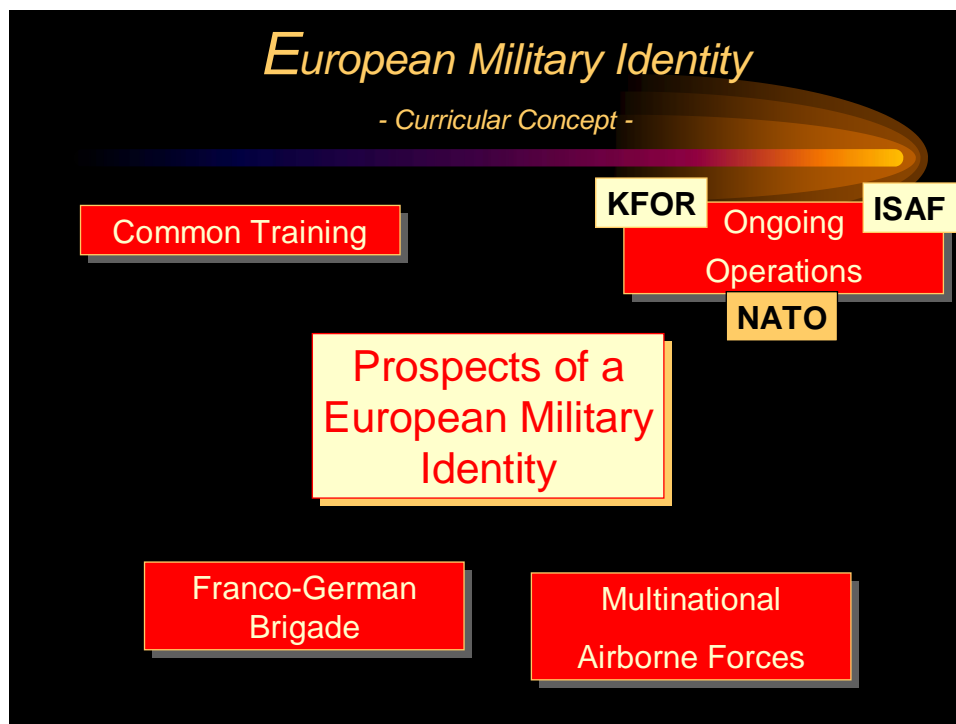 European Military Identity
- Curricular Concept -
Common Training
KFOR
ISAF
Ongoing
Operations
NATO
Prospects of a
European Military
Identity
Franco-German
Brigade
Multinational
Airborne Forces